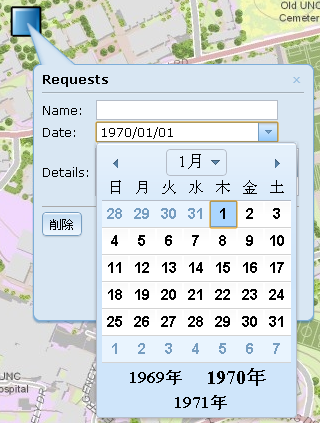 Old UNC
Cemeter
Requests ×
Name:
Date: 1970/01/01
1月
Details:
日 月 火 水 木 金 土
28 29 30 31 1 2 3
削除
4 5 6 7 8 9 10
11 12 13 14 15 16 17
18 19 20 21 22 23 24
25 26 27 28 29 30 31
1 2 3 4 5 6 7
UNC
ospital
1969年 1970年
1971年